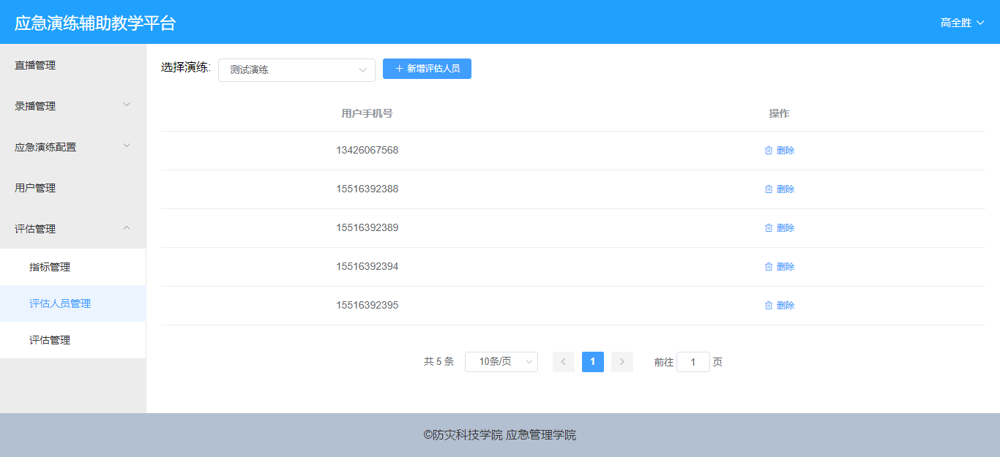 应急演练辅助教学平台
高全胜
直播管理
录播管理
应急演练配置
用户管理
评估管理
指标管理
评估人员管理
评估管理
选择演练: 测试演练 新增评估人员
用户手机号 操作
13426067568 删除
15516392388 删除
15516392389 删除
15516392394 删除
15516392395 删除
共 5 条 10条/页 1 前往 1 页
©防灾科技学院 应急管理学院